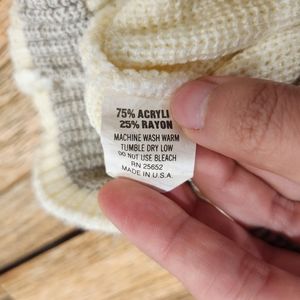 75% ACRYLIC
25% RAYON
MACHINE WASH WARM
TUMBLE DRY LOW
DO NOT USE BLEACH
RN 25652
MADE IN U.S.A.